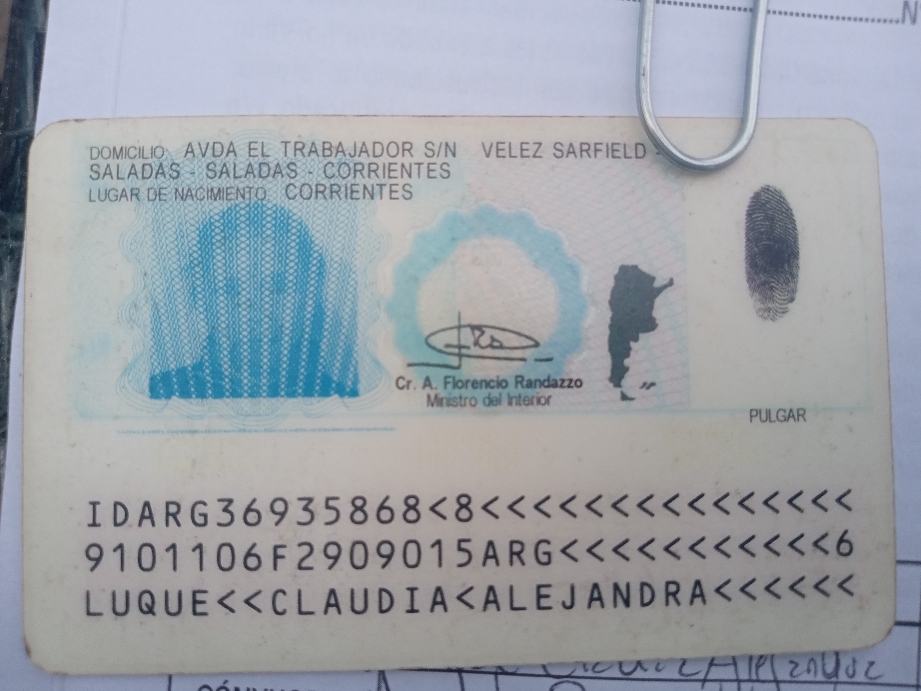 N
DOMICILIO: AVDA EL TRABAJADOR S/N VELEZ SARFIELD -
SALADAS - SALADAS - CORRIENTES
LUGAR DE NACIMIENTO: CORRIENTES
Cr. A. Florencio Randazzo
Ministro del Interior
PULGAR
IDARG36935868<8<<<<<<<<<<<<<<<
9101106F2909015ARG<<<<<<<<<<<6
LUQUE<<CLAUDIA<ALEJANDRA<<<<<<